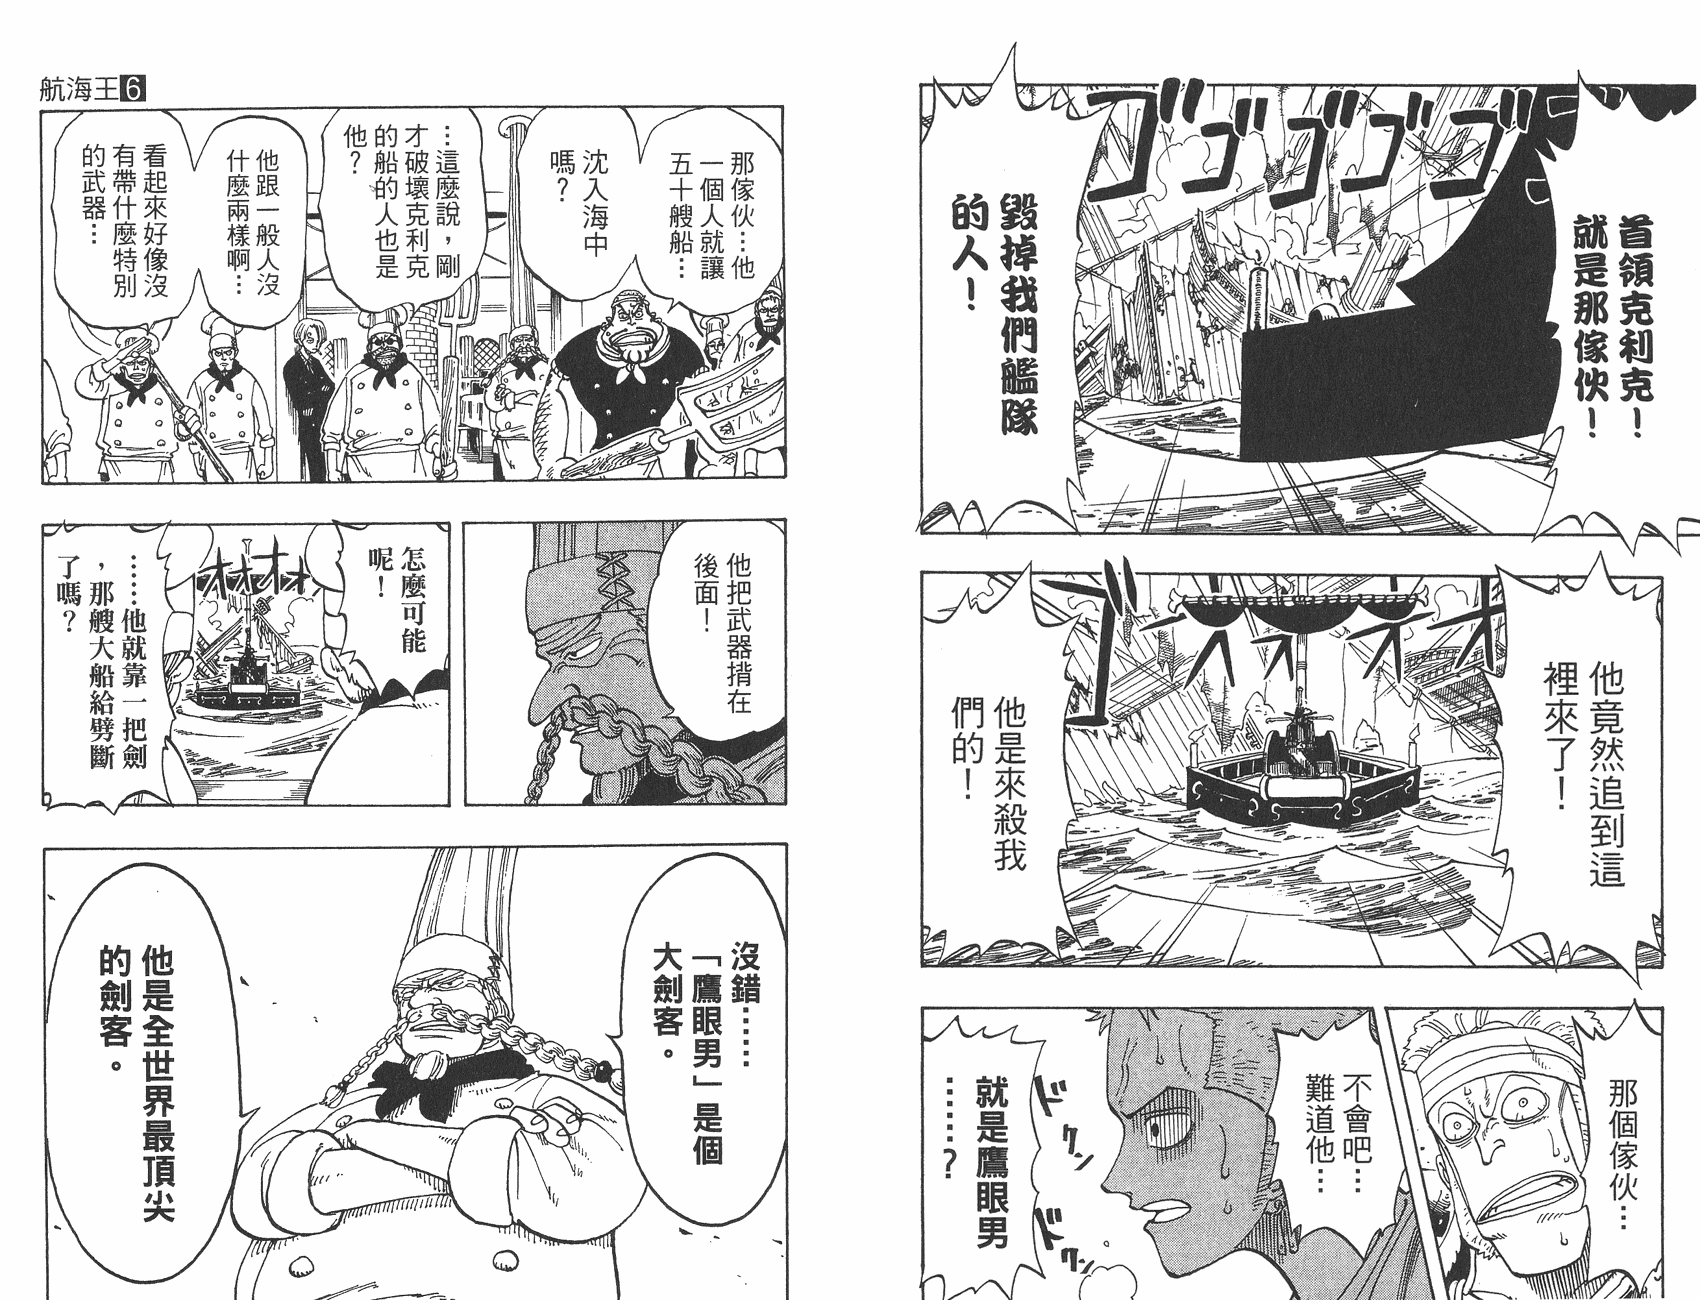 首領克利克！
就是那傢伙！
ゴゴゴゴゴ
毀掉我們艦隊
的人！
他竟然追到這
裡來了！
オオオオ
他是來殺我
們的！
那個傢伙…
不會吧…
難道他…
ドクン
ドクン
就是鷹眼男
……？
航海王6
那傢伙…他
一個人就讓
五十艘船…
沈入海中
嗎？
…這麼說，剛
才破壞克利克
的船的人也是
他？
他跟一般人沒
什麼兩樣啊…
看起來好像沒
有帶什麼特別
的武器…
他把武器揹在
後面！
怎麼可能
呢！
オオオ
……他就靠一把劍
，那艘大船給劈斷
了嗎？
沒錯……
「鷹眼男」是個
大劍客。
他是全世界最頂尖
的劍客。